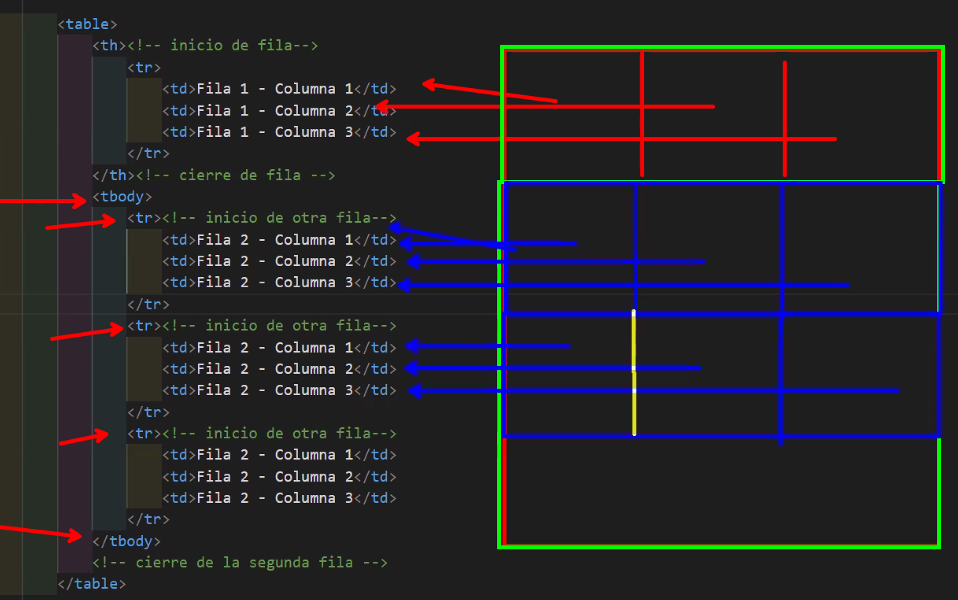 <table>
<th><!-- inicio de fila-->
<tr>
<td>Fila 1 - Columna 1</td>
<td>Fila 1 - Columna 2</td>
<td>Fila 1 - Columna 3</td>
</tr>
</th><!-- cierre de fila -->
<tbody>
<tr><!-- inicio de otra fila-->
<td>Fila 2 - Columna 1</td>
<td>Fila 2 - Columna 2</td>
<td>Fila 2 - Columna 3</td>
</tr>
<tr><!-- inicio de otra fila-->
<td>Fila 2 - Columna 1</td>
<td>Fila 2 - Columna 2</td>
<td>Fila 2 - Columna 3</td>
</tr>
<tr><!-- inicio de otra fila-->
<td>Fila 2 - Columna 1</td>
<td>Fila 2 - Columna 2</td>
<td>Fila 2 - Columna 3</td>
</tr>
</tbody>
<!-- cierre de la segunda fila -->
</table>